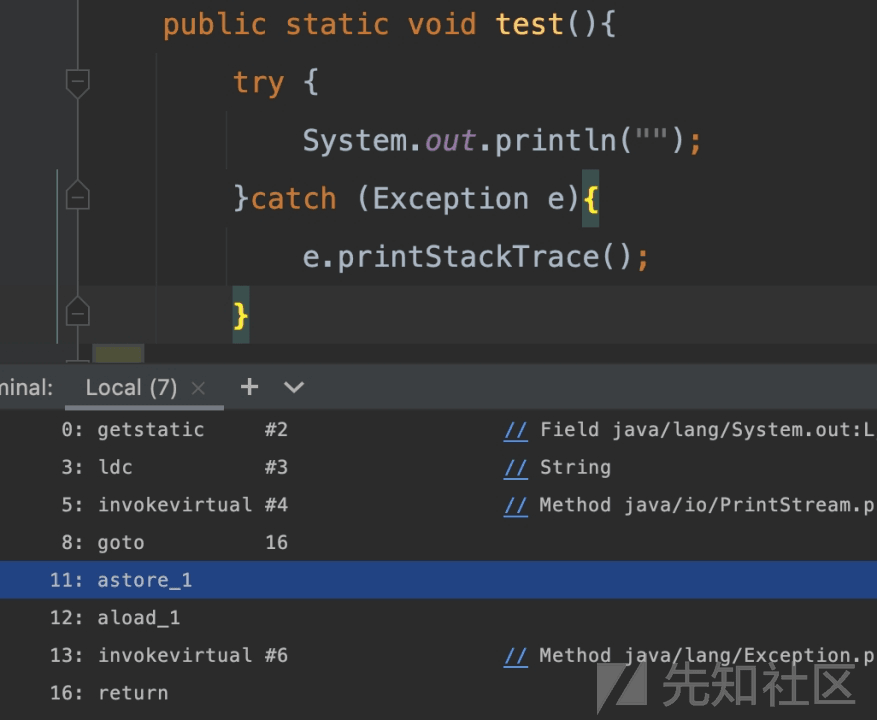 public static void test(){
try {
System.out.println("");
}catch (Exception e){
e.printStackTrace();
}
minal: Local (7) × + 
0: getstatic #2 // Field java/lang/System.out:L
3: ldc #3 // String
5: invokevirtual #4 // Method java/io/PrintStream.p
8: goto 16
11: astore_1
12: aload_1
13: invokevirtual #6 // Method java/lang/Exception.p
16: return
先知社区